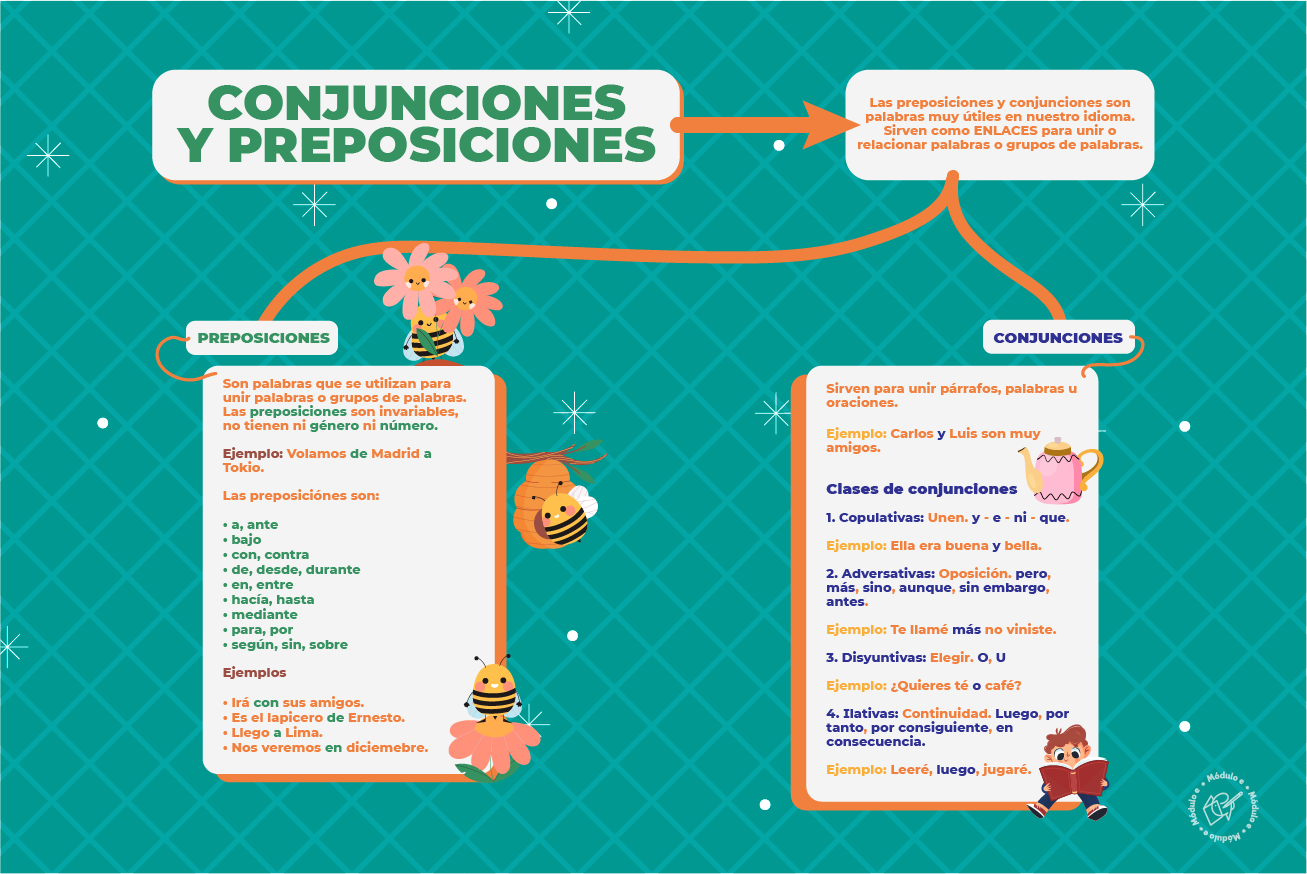 CONJUNCIONES
Y PREPOSICIONES
Las preposiciones y conjunciones son
palabras muy útiles en nuestro idioma.
Sirven como ENLACES para unir o
relacionar palabras o grupos de palabras.
PREPOSICIONES
Son palabras que se utilizan para
unir palabras o grupos de palabras.
Las preposiciones son invariables,
no tienen ni género ni número.
Ejemplo: Volamos de Madrid a
Tokio.
Las preposiciónes son:
• a, ante
• bajo
• con, contra
• de, desde, durante
• en, entre
• hacía, hasta
• mediante
• para, por
• según, sin, sobre
Ejemplos
• Irá con sus amigos.
• Es el lapicero de Ernesto.
• Llego a Lima.
• Nos veremos en diciemebre.
CONJUNCIONES
Sirven para unir párrafos, palabras u
oraciones.
Ejemplo: Carlos y Luis son muy
amigos.
Clases de conjunciones
1. Copulativas: Unen. y - e - ni - que.
Ejemplo: Ella era buena y bella.
2. Adversativas: Oposición. pero,
más, sino, aunque, sin embargo,
antes.
Ejemplo: Te llamé más no viniste.
3. Disyuntivas: Elegir. O, U
Ejemplo: ¿Quieres té o café?
4. Ilativas: Continuidad. Luego, por
tanto, por consiguiente, en
consecuencia.
Ejemplo: Leeré, luego, jugaré.
Módulo e • Módulo e • Módulo e • Módulo e •